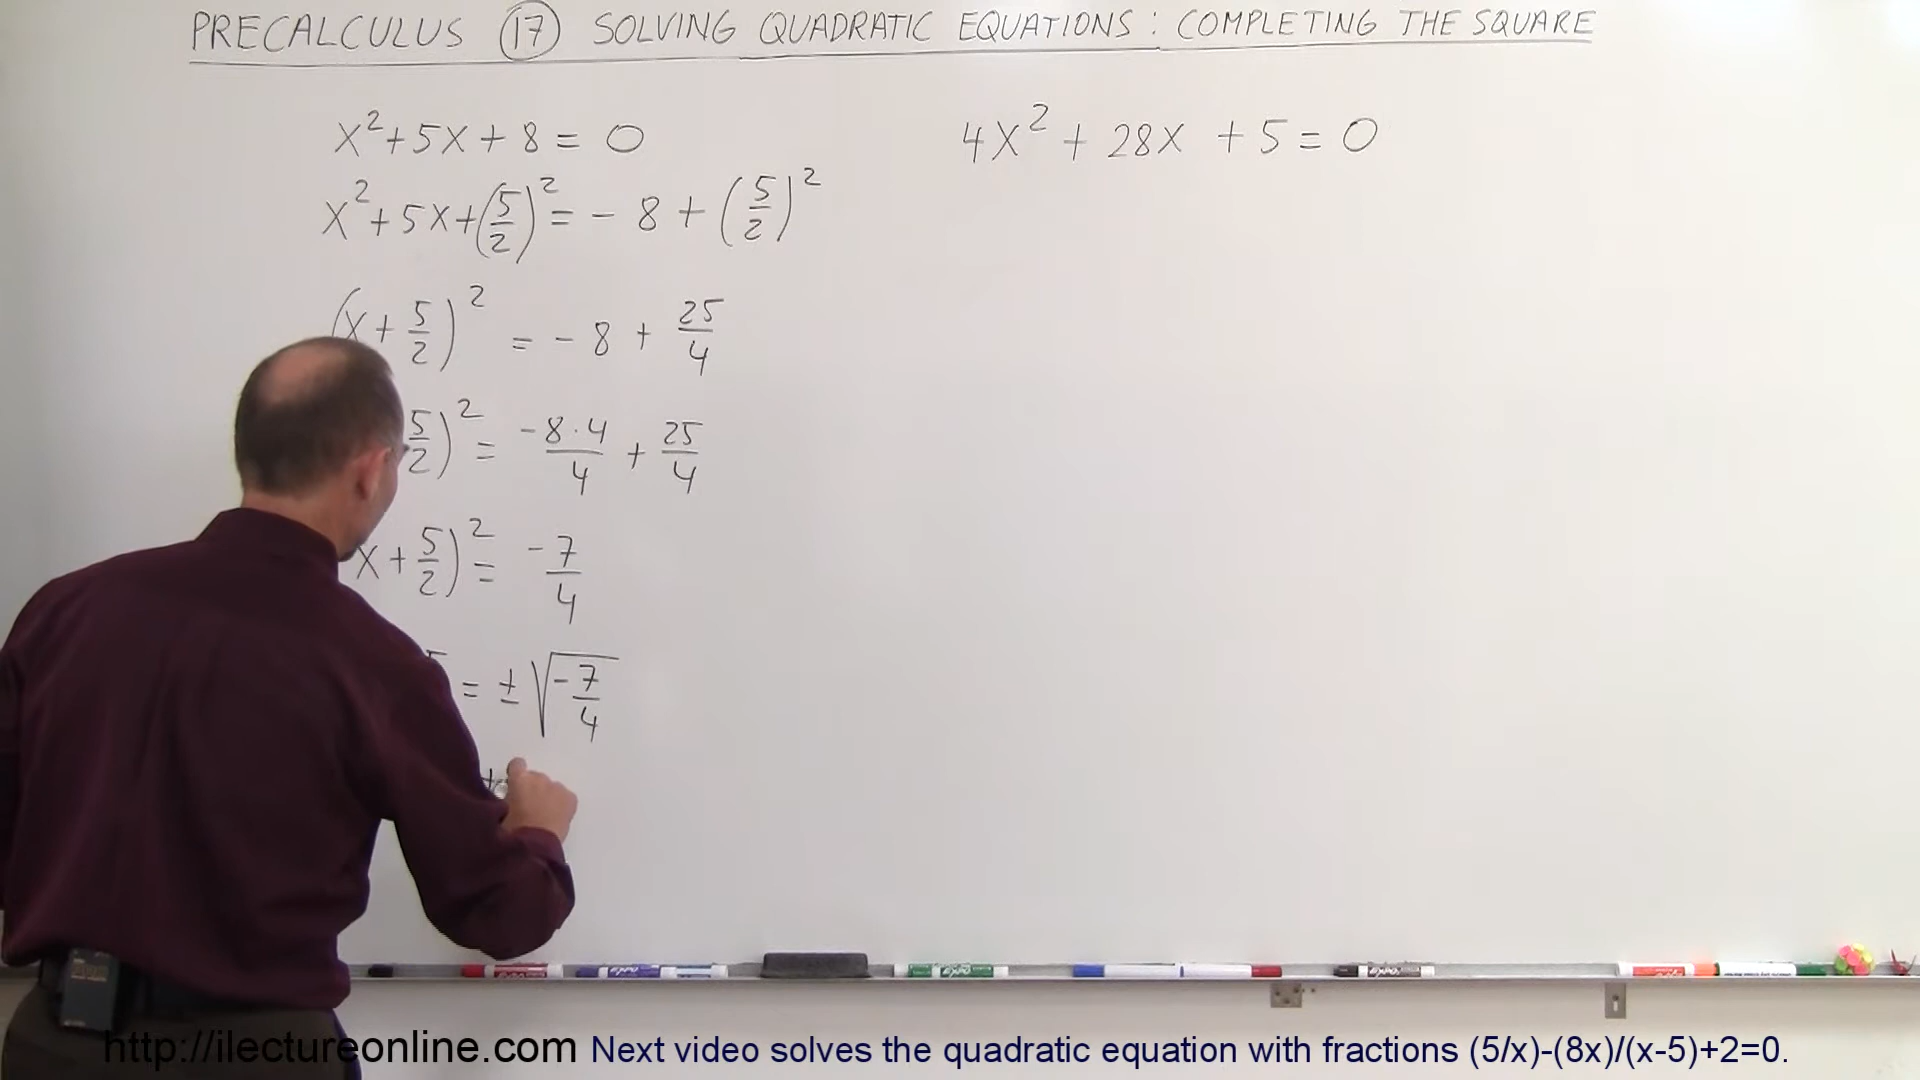 PRECALCULUS 17 SOLVING QUADRATIC EQUATIONS : COMPLETING THE SQUARE
x²+5x+8 = 0
x²+5x+(5/2)² = - 8 + (5/2)²
(x+5/2)² = - 8 + 25/4
5/2)² = -8·4/4 + 25/4
x+5/2)² = -7/4
= ±√-7/4
4x² + 28x + 5 = 0
http://ilectureonline.com Next video solves the quadratic equation with fractions (5/x)-(8x)/(x-5)+2=0.